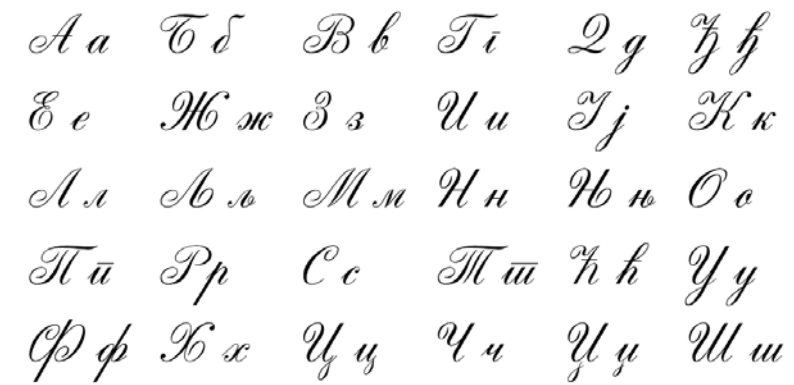 А а Б б В в Г г Д д Ђ ђ
Е е Ж ж З з И и Ј ј К к
Л л Љ љ М м Н н Њ њ О о
П п Р р С с Т т Ћ ћ У у
Ф ф Х х Ц ц Ч ч Џ џ Ш ш